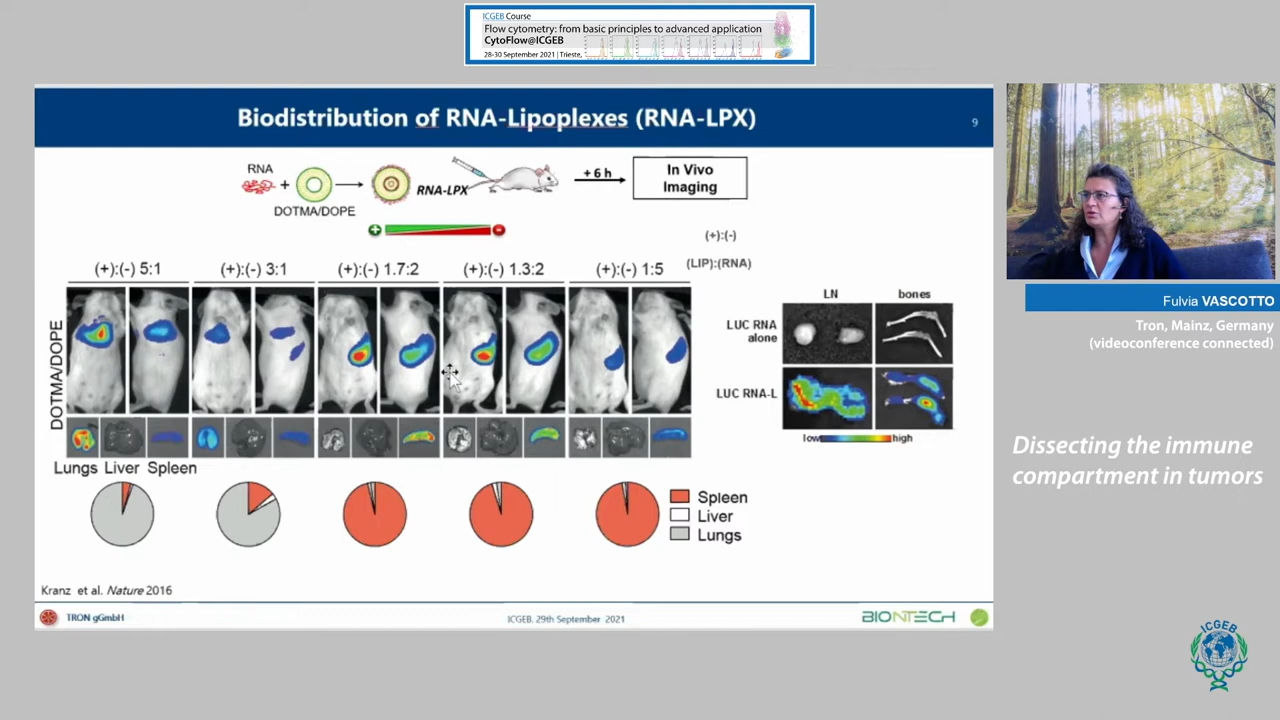 ICGEB Course
Flow cytometry: from basic principles to advanced application
CytoFlow@ICGEB
28-30 September 2021 | Trieste,
Biodistribution of RNA-Lipoplexes (RNA-LPX)
9
RNA
+
DOTMA/DOPE
RNA-LPX
+ 6 h
In Vivo
Imaging
+
-
(+):(-)
(LIP):(RNA)
(+):(-) 5:1
(+):(-) 3:1
(+):(-) 1.7:2
(+):(-) 1.3:2
(+):(-) 1:5
DOTMA/DOPE
Lungs Liver Spleen
Spleen
Liver
Lungs
LN
bones
LUC RNA
alone
LUC RNA-L
low
high
Kranz et al. Nature 2016
TRON gGmbH
ICGEB, 29th September 2021
BIONTECH
Fulvia VASCOTTO
Tron, Mainz, Germany
(videoconference connected)
Dissecting the immune
compartment in tumors
ICGEB